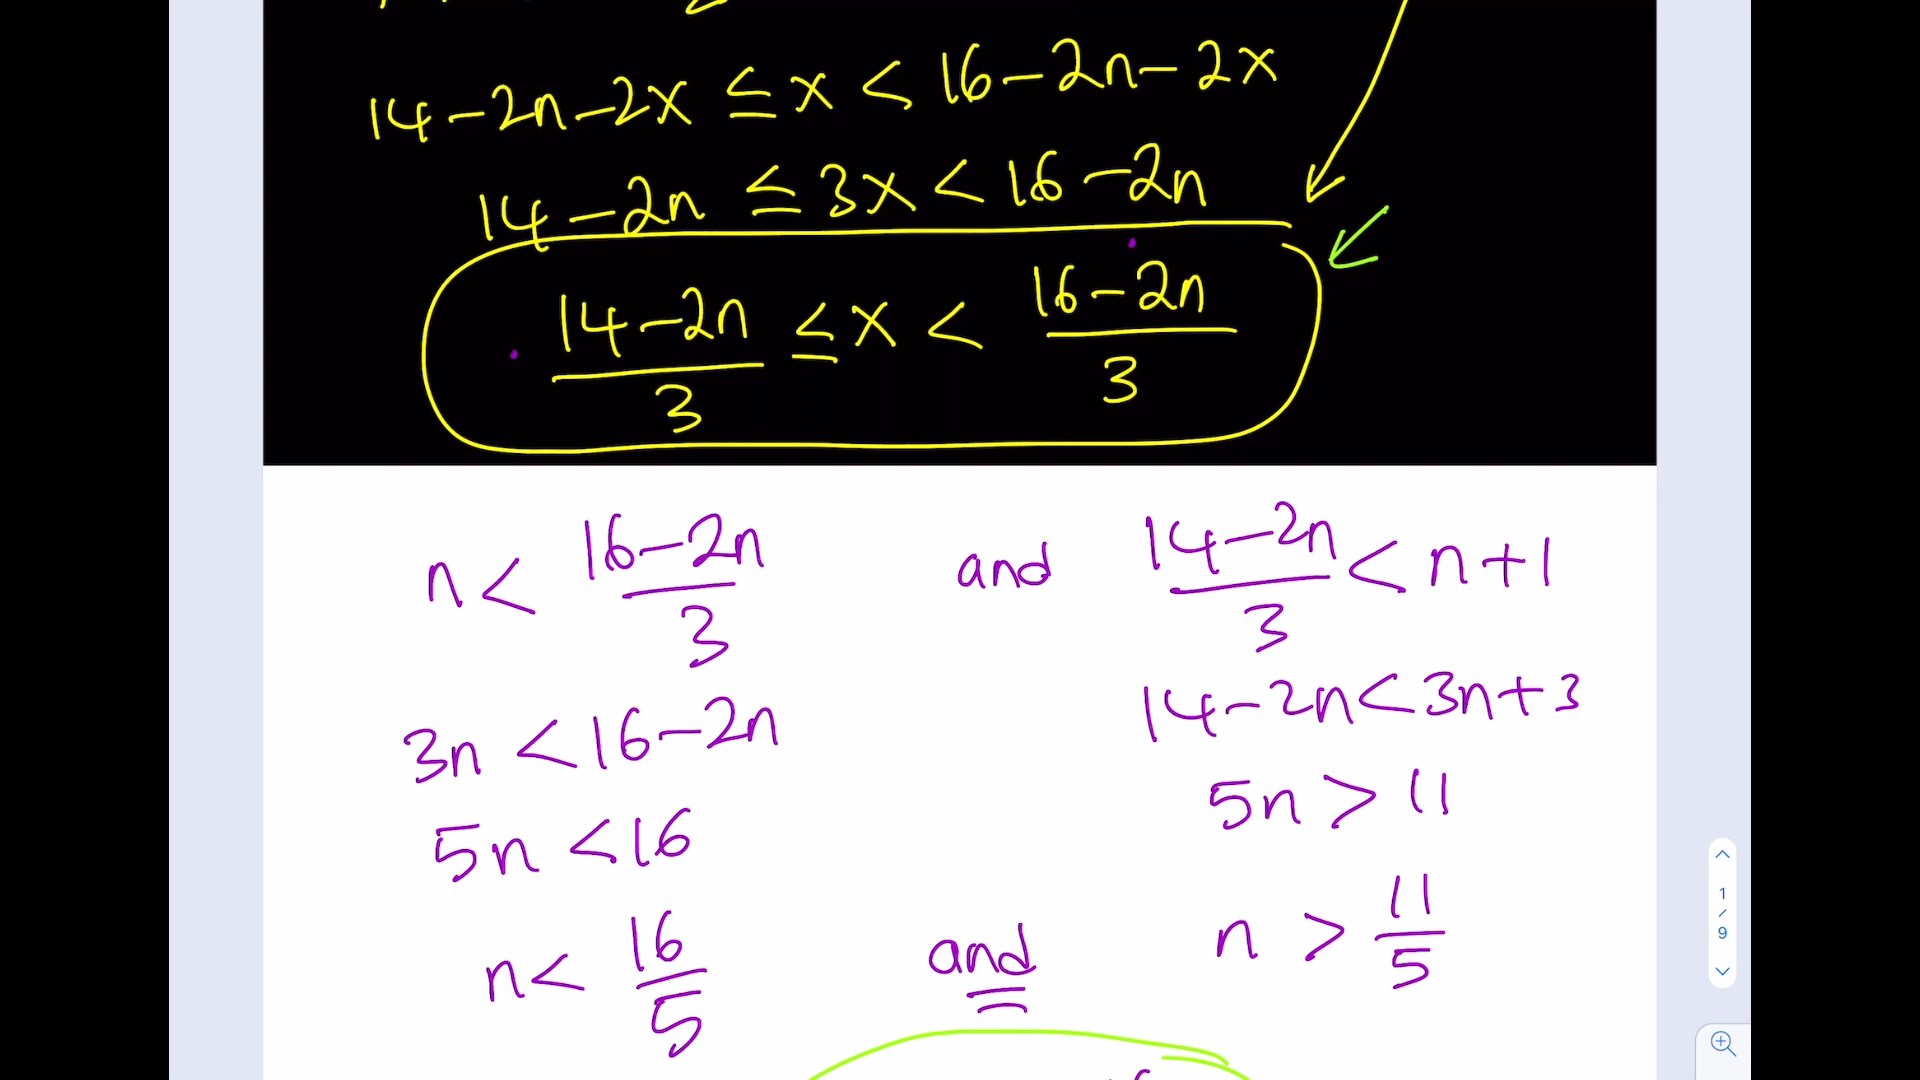 14-2n-2x ≤ x < 16-2n-2x
14-2n ≤ 3x < 16-2n
(14-2n)/3 ≤ x < (16-2n)/3
n < (16-2n)/3 and (14-2n)/3 < n+1
3n < 16-2n 14-2n < 3n+3
5n < 16 5n > 11
n < 16/5 and n > 11/5
1
/
9